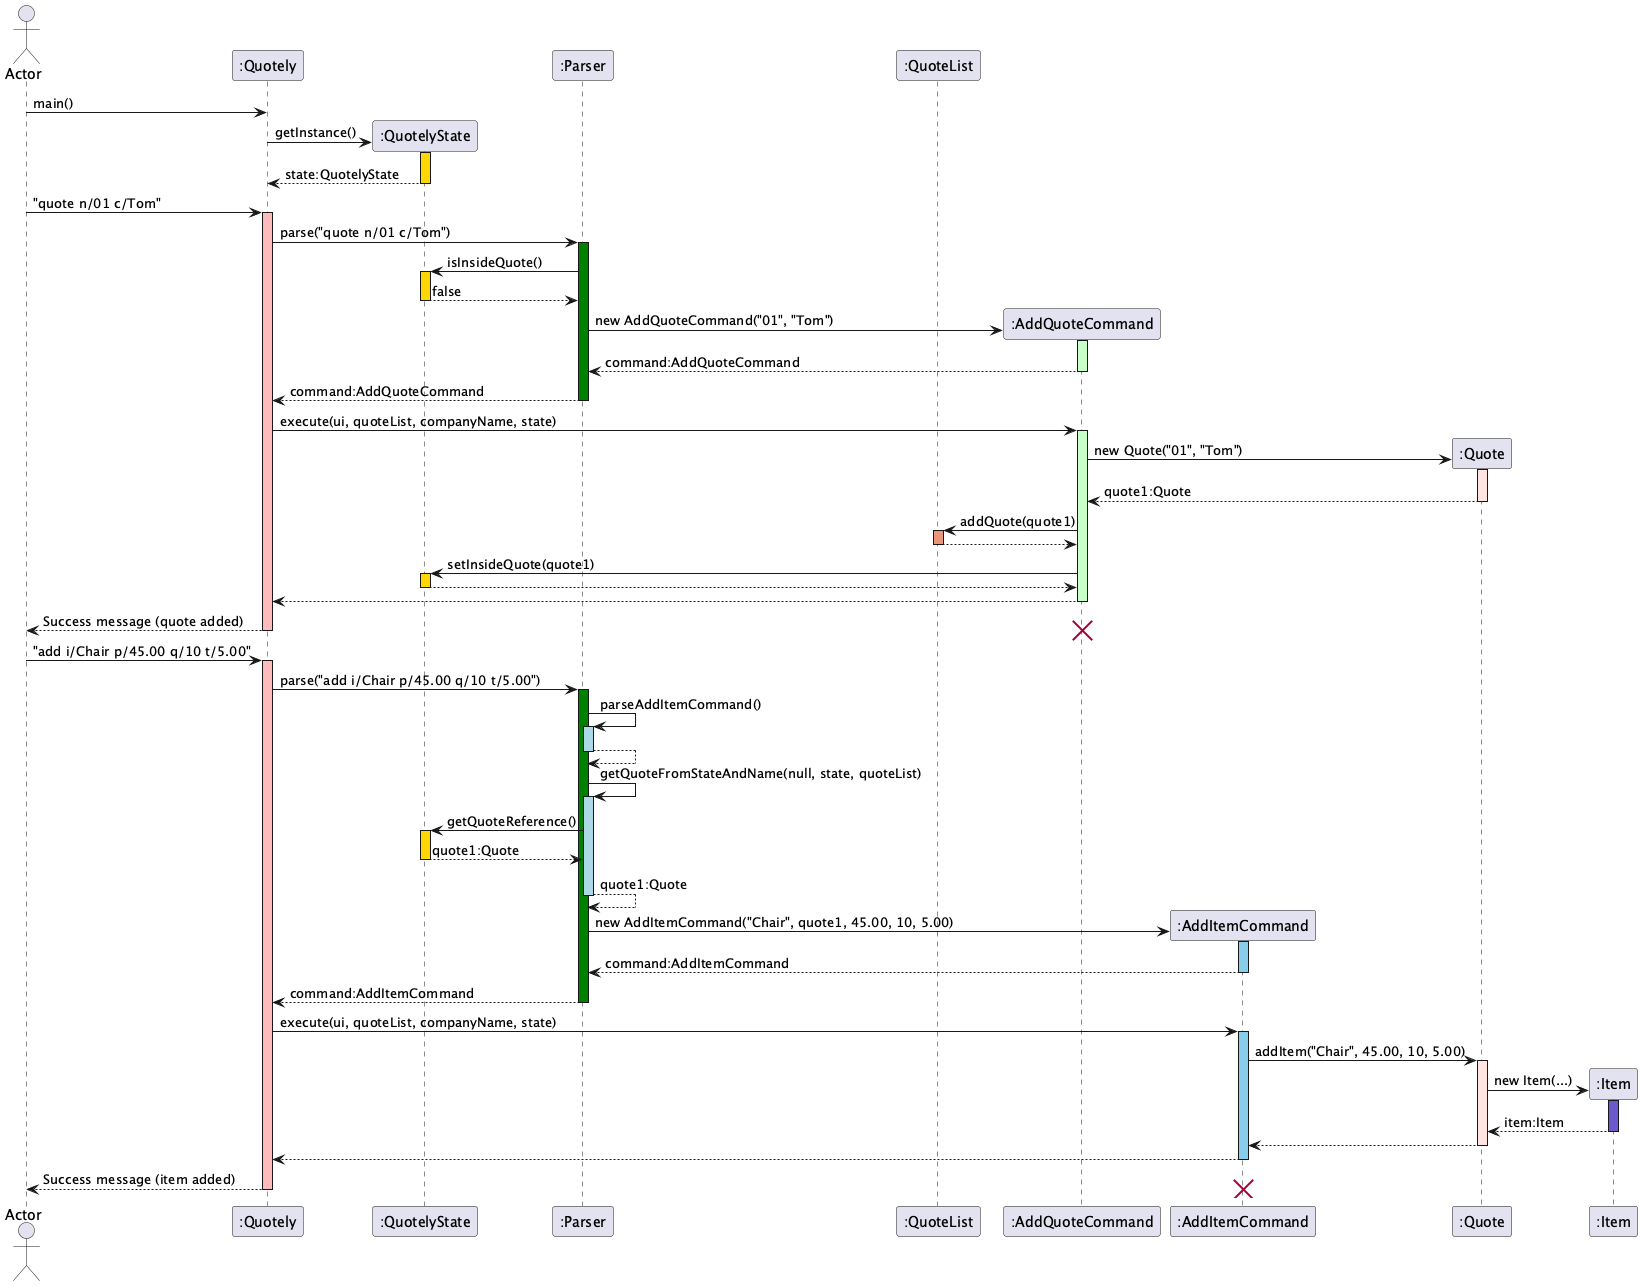 Actor
:Quotely
:Parser
:QuoteList
main()
getInstance()
:QuotelyState
state:QuotelyState
"quote n/01 c/Tom"
parse("quote n/01 c/Tom")
isInsideQuote()
false
new AddQuoteCommand("01", "Tom")
:AddQuoteCommand
command:AddQuoteCommand
command:AddQuoteCommand
execute(ui, quoteList, companyName, state)
new Quote("01", "Tom")
:Quote
quote1:Quote
addQuote(quote1)
setInsideQuote(quote1)
Success message (quote added)
"add i/Chair p/45.00 q/10 t/5.00"
parse("add i/Chair p/45.00 q/10 t/5.00")
parseAddItemCommand()
getQuoteFromStateAndName(null, state, quoteList)
getQuoteReference()
quote1:Quote
quote1:Quote
new AddItemCommand("Chair", quote1, 45.00, 10, 5.00)
:AddItemCommand
command:AddItemCommand
command:AddItemCommand
execute(ui, quoteList, companyName, state)
addItem("Chair", 45.00, 10, 5.00)
new Item(...)
:Item
item:Item
Success message (item added)
Actor
:Quotely
:QuotelyState
:Parser
:QuoteList
:AddQuoteCommand
:AddItemCommand
:Quote
:Item